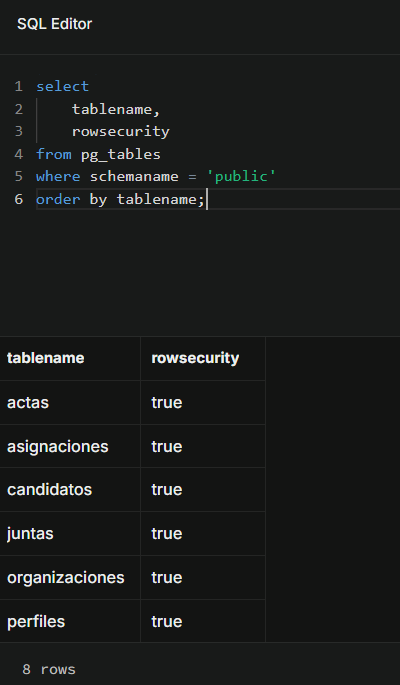 SQL Editor
1 select
2 tablename,
3 rowsecurity
4 from pg_tables
5 where schemaname = 'public'
6 order by tablename;
tablename rowsecurity
actas true
asignaciones true
candidatos true
juntas true
organizaciones true
perfiles true
8 rows